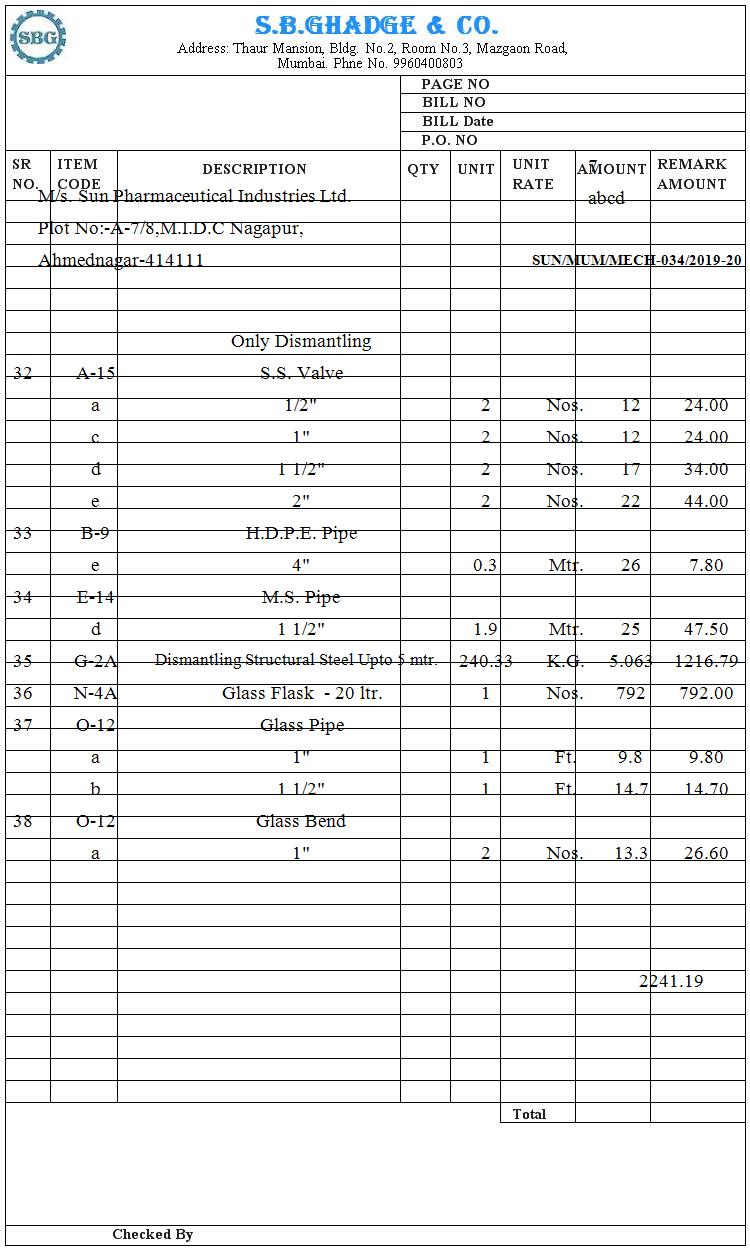 SBG
S.B.GHADGE & CO.
Address: Thaur Mansion, Bldg. No.2, Room No.3, Mazgaon Road,
Mumbai. Phne No. 9960400803
PAGE NO
BILL NO
BILL Date
P.O. NO
SR NO. ITEM CODE DESCRIPTION QTY UNIT UNIT RATE AMOUNT REMARK AMOUNT
7
M/s. Sun Pharmaceutical Industries Ltd. abcd
Plot No:-A-7/8,M.I.D.C Nagapur,
Ahmednagar-414111 SUN/MUM/MECH-034/2019-20
Only Dismantling
32 A-15 S.S. Valve
a 1/2" 2 Nos. 12 24.00
c 1" 2 Nos. 12 24.00
d 1 1/2" 2 Nos. 17 34.00
e 2" 2 Nos. 22 44.00
33 B-9 H.D.P.E. Pipe
e 4" 0.3 Mtr. 26 7.80
34 E-14 M.S. Pipe
d 1 1/2" 1.9 Mtr. 25 47.50
35 G-2A Dismantling Structural Steel Upto 5 mtr. 240.33 K.G. 5.063 1216.79
36 N-4A Glass Flask - 20 ltr. 1 Nos. 792 792.00
37 O-12 Glass Pipe
a 1" 1 Ft. 9.8 9.80
b 1 1/2" 1 Ft. 14.7 14.70
38 O-12 Glass Bend
a 1" 2 Nos. 13.3 26.60
2241.19
Total
Checked By